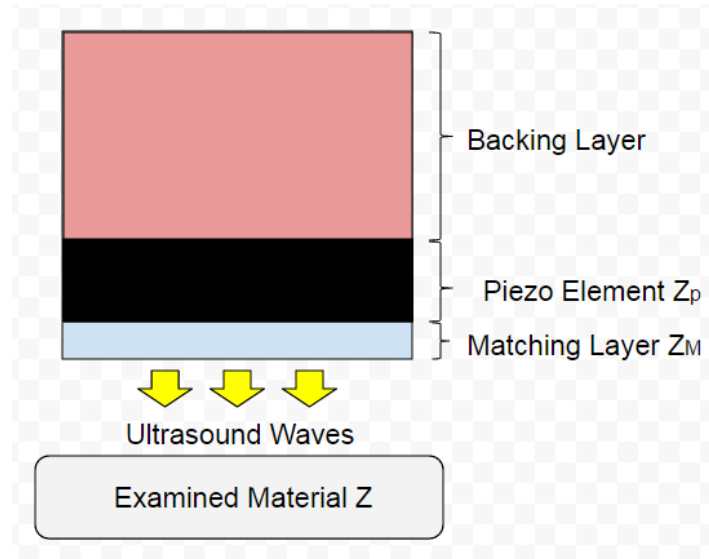 Backing Layer
Piezo Element Zp
Matching Layer ZM
Ultrasound Waves
Examined Material Z